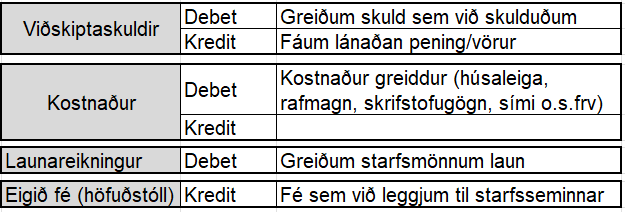 Viðskiptaskuldir Debet Greiðum skuld sem við skulduðum
Kredit Fáum lánaðan pening/vörur
Kostnaður Debet Kostnaður greiddur (húsaleiga,
rafmagn, skrifstofugögn, sími o.s.frv)
Kredit
Launareikningur Debet Greiðum starfsmönnum laun
Eigið fé (höfuðstóll) Kredit Fé sem við leggjum til starfsseminnar